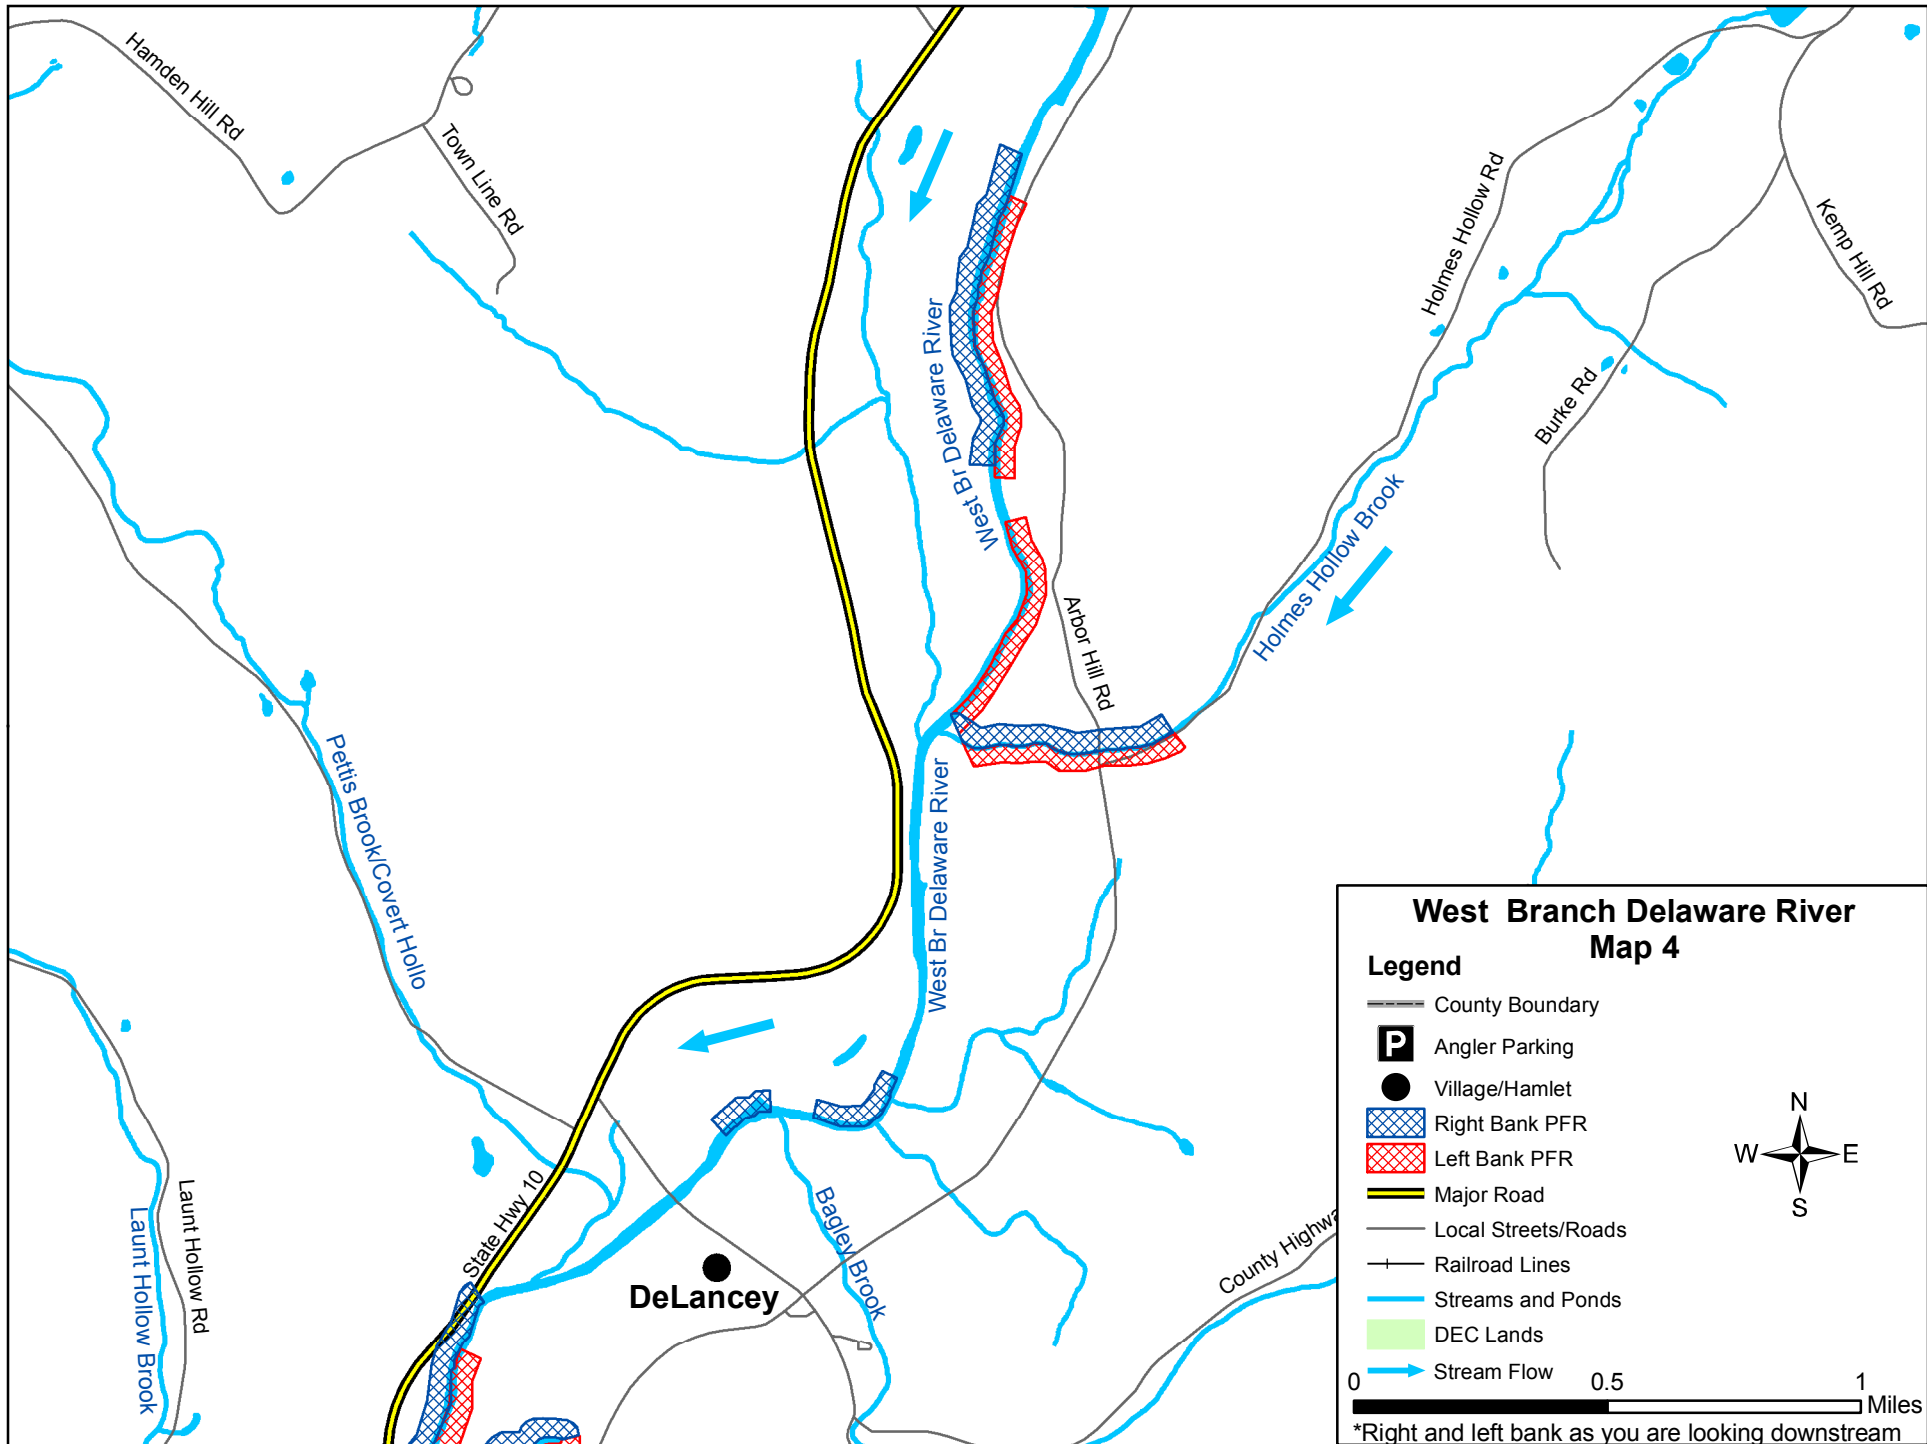 Hamden Hill Rd
Town Line Rd
Holmes Hollow Rd
Kemp Hill Rd
West Br Delaware River
Burke Rd
Holmes Hollow Brook
Arbor Hill Rd
Pettis Brook/Covert Hollo
West Br Delaware River
State Hwy 10
Launt Hollow Rd
Launt Hollow Brook
Bagley Brook
DeLancey
County Highwa
West Branch Delaware River
Map 4
Legend
County Boundary
P Angler Parking
Village/Hamlet
Right Bank PFR
Left Bank PFR
Major Road
Local Streets/Roads
Railroad Lines
Streams and Ponds
DEC Lands
Stream Flow
N
W E
S
0 0.5 1
Miles
*Right and left bank as you are looking downstream